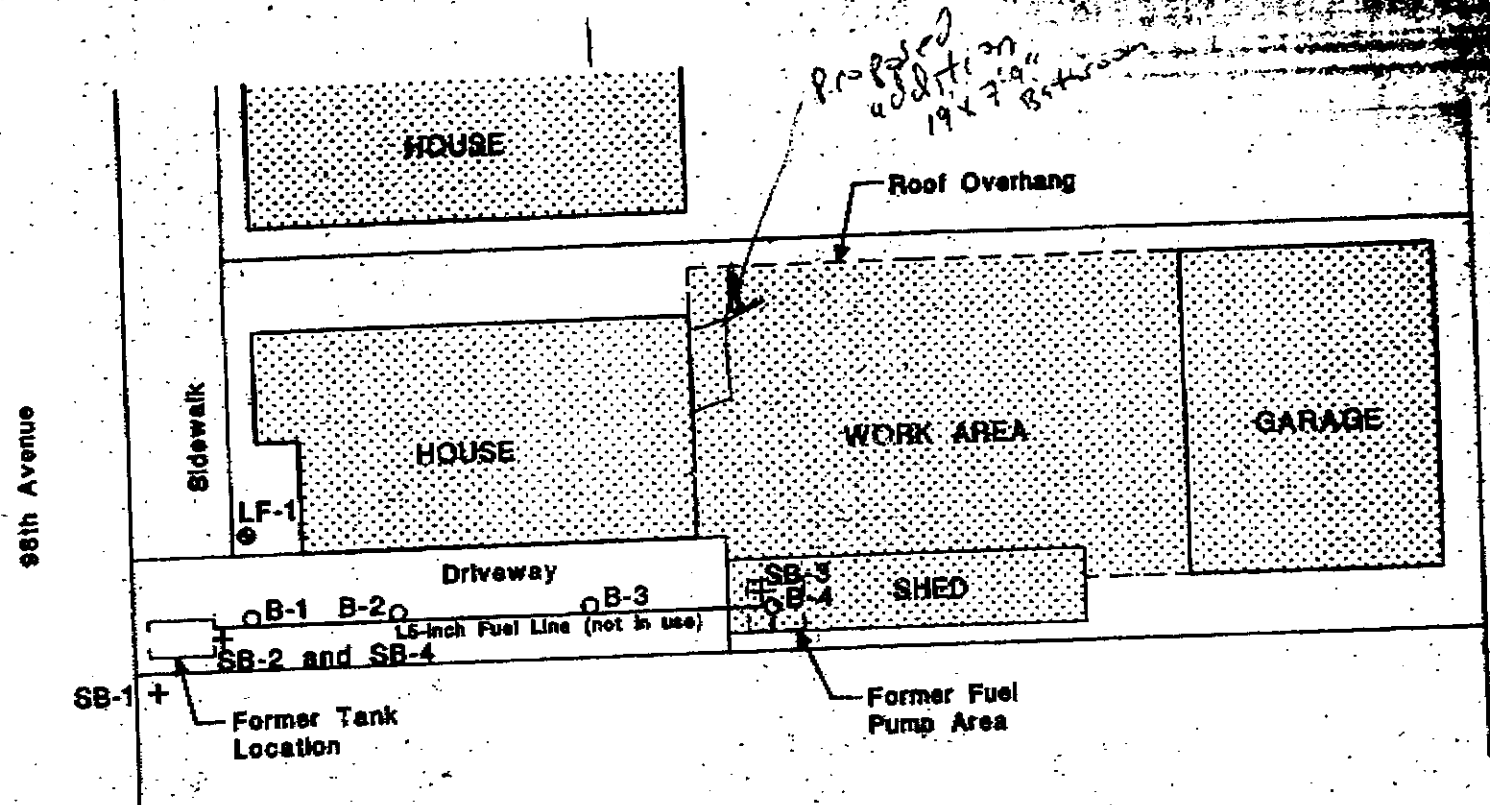 Proposed
addition
19 x 7'9"
Bathroom
HOUSE
Roof Overhang
98th Avenue
Sidewalk
HOUSE
WORK AREA
GARAGE
LF-1
Driveway
SB-3
B-1 B-2 B-3 B-4 SHED
1.5-inch Fuel Line (not in use)
SB-2 and SB-4
SB-1
Former Tank
Location
Former Fuel
Pump Area